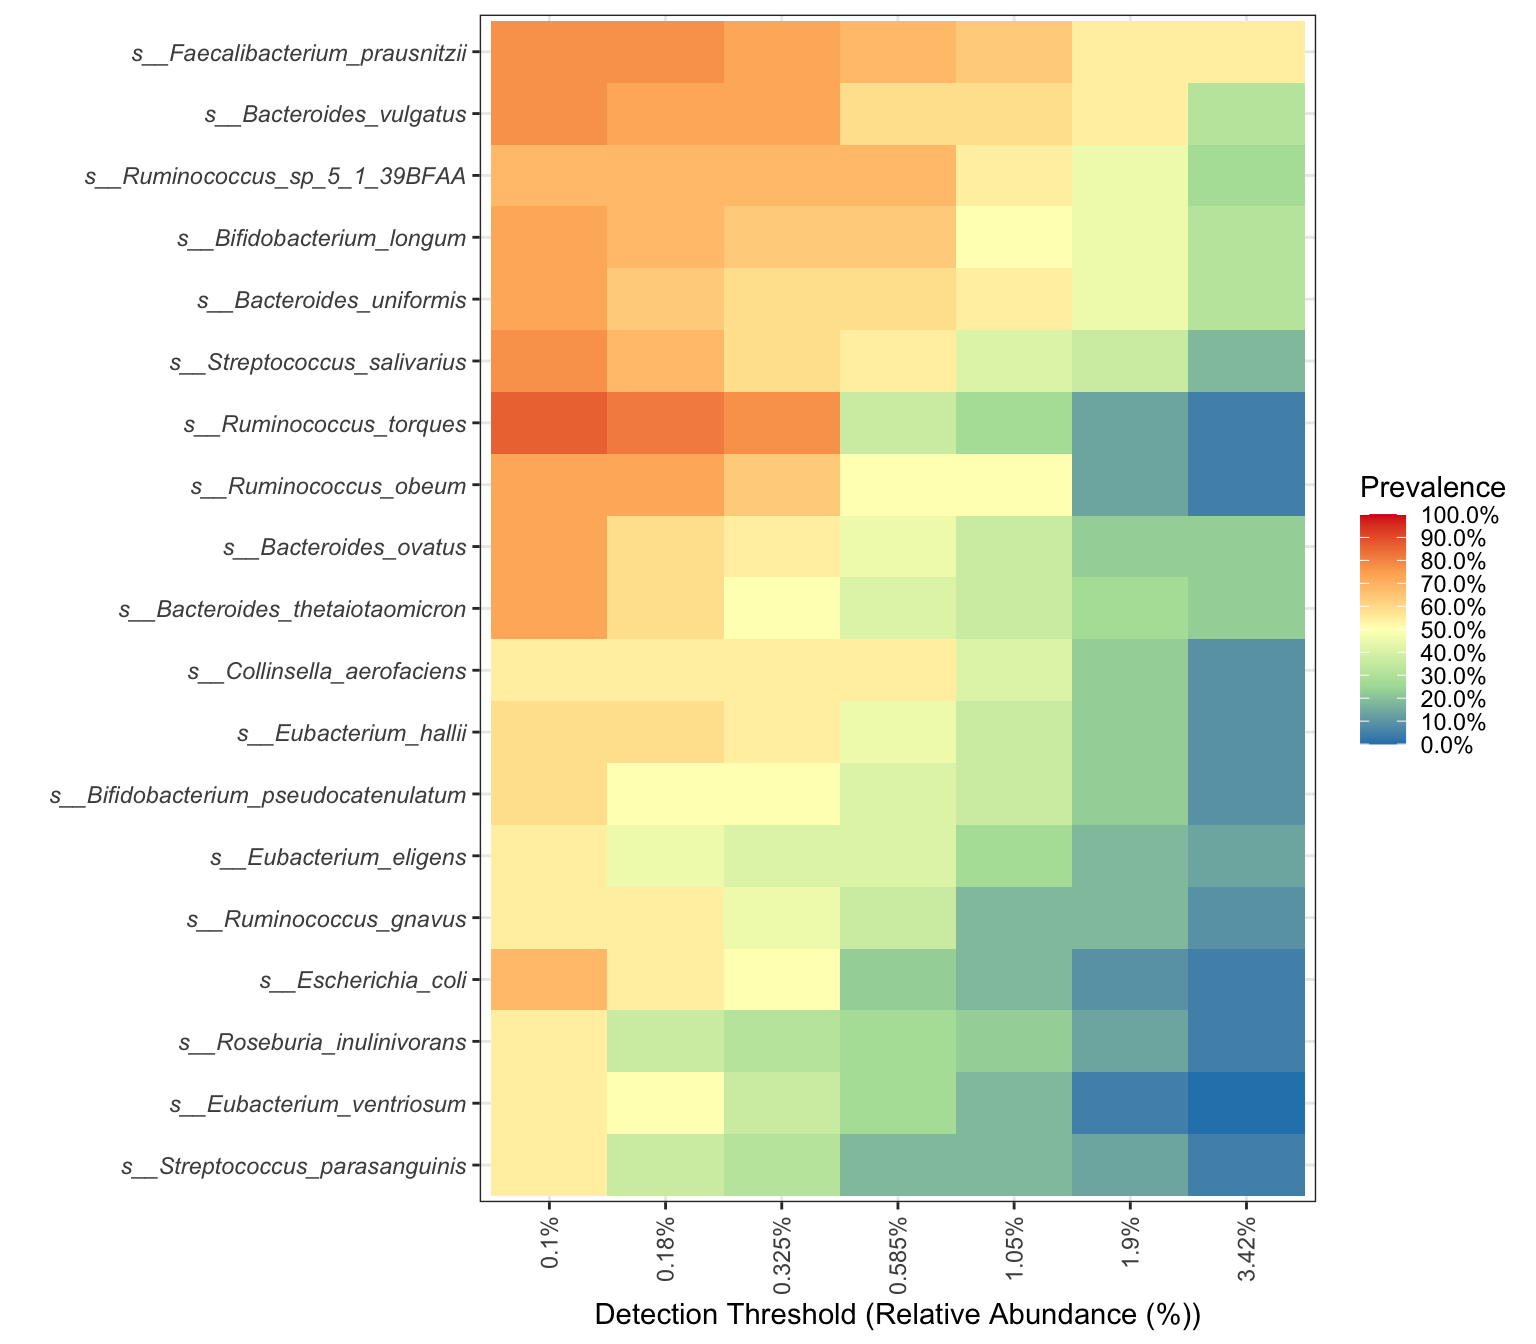 s__Faecalibacterium_prausnitzii
s__Bacteroides_vulgatus
s__Ruminococcus_sp_5_1_39BFAA
s__Bifidobacterium_longum
s__Bacteroides_uniformis
s__Streptococcus_salivarius
s__Ruminococcus_torques
s__Ruminococcus_obeum
s__Bacteroides_ovatus
s__Bacteroides_thetaiotaomicron
s__Collinsella_aerofaciens
s__Eubacterium_hallii
s__Bifidobacterium_pseudocatenulatum
s__Eubacterium_eligens
s__Ruminococcus_gnavus
s__Escherichia_coli
s__Roseburia_inulinivorans
s__Eubacterium_ventriosum
s__Streptococcus_parasanguinis
0.1%
0.18%
0.325%
0.585%
1.05%
1.9%
3.42%
Detection Threshold (Relative Abundance (%))
Prevalence
100.0%
90.0%
80.0%
70.0%
60.0%
50.0%
40.0%
30.0%
20.0%
10.0%
0.0%